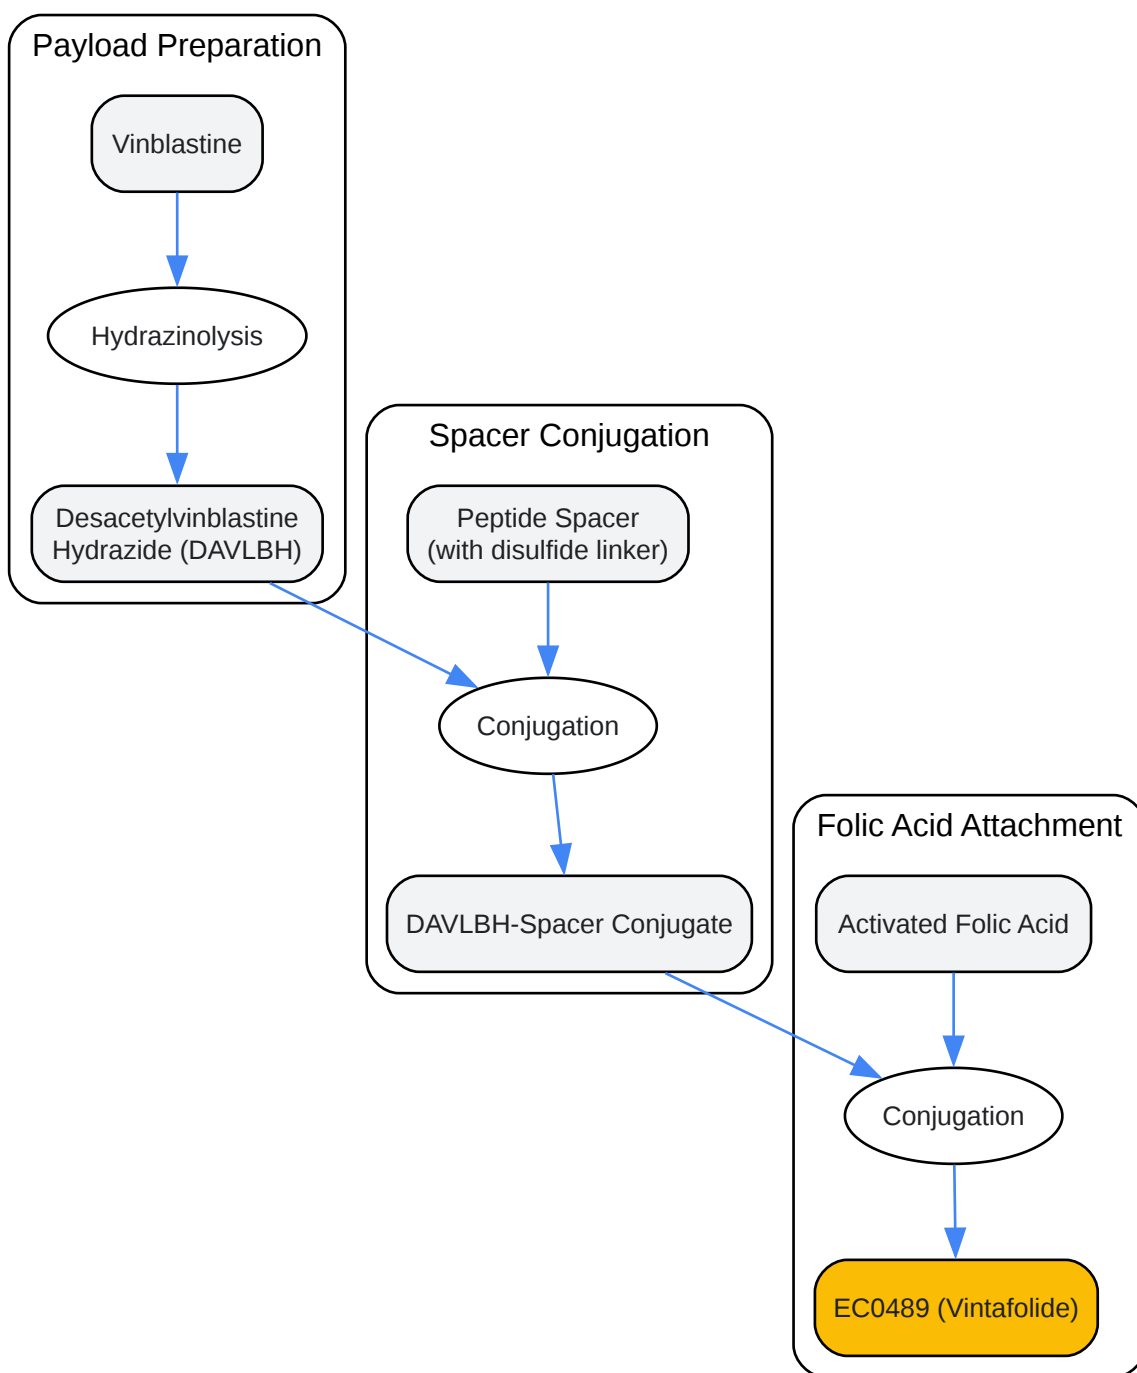 Payload Preparation
Vinblastine
Hydrazinolysis
Desacetylvinblastine
Hydrazide (DAVLBH)
Spacer Conjugation
Peptide Spacer
(with disulfide linker)
Conjugation
DAVLBH-Spacer Conjugate
Folic Acid Attachment
Activated Folic Acid
Conjugation
EC0489 (Vintafolide)